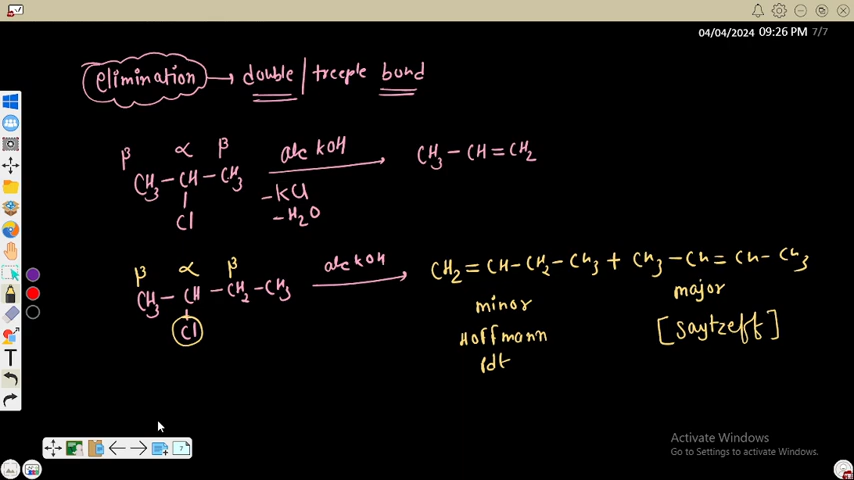 04/04/2024 09:26 PM 7/7
elimination → double / treeple bond
β α β
CH3 - CH - CH3 alc KOH → CH3 - CH = CH2
Cl -KCl
-H2O
β α β
CH3 - CH - CH2 - CH3 alc KOH → CH2 = CH - CH2 - CH3 + CH3 - CH = CH - CH3
Cl
minor major
Hoffmann [Saytzeff]
Pdt
T
7
Activate Windows
Go to Settings to activate Windows.